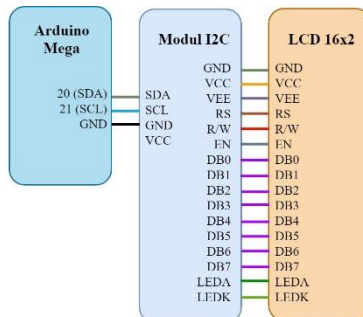 Arduino
Mega
20 (SDA)
21 (SCL)
GND
Modul I2C
SDA
SCL
GND
VCC
GND
VCC
VEE
RS
R/W
EN
DB0
DB1
DB2
DB3
DB4
DB5
DB6
DB7
LEDA
LEDK
LCD 16x2
GND
VCC
VEE
RS
R/W
EN
DB0
DB1
DB2
DB3
DB4
DB5
DB6
DB7
LEDA
LEDK